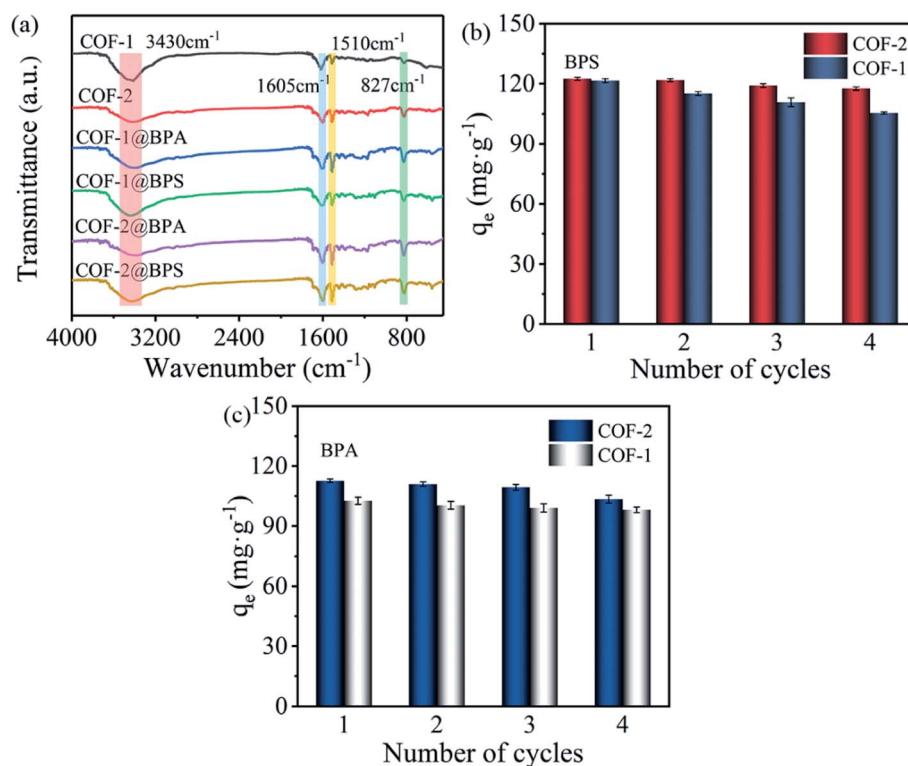 (a)
COF-1 3430cm⁻¹ 1510cm⁻¹
COF-2 1605cm⁻¹ 827cm⁻¹
COF-1@BPA
COF-1@BPS
COF-2@BPA
COF-2@BPS
Transmittance (a.u.)
4000 3200 2400 1600 800
Wavenumber (cm⁻¹)
(b)
BPS
COF-2
COF-1
150
120
90
60
30
0
qₑ (mg·g⁻¹)
1 2 3 4
Number of cycles
(c)
BPA
COF-2
COF-1
150
120
90
60
30
0
qₑ (mg·g⁻¹)
1 2 3 4
Number of cycles